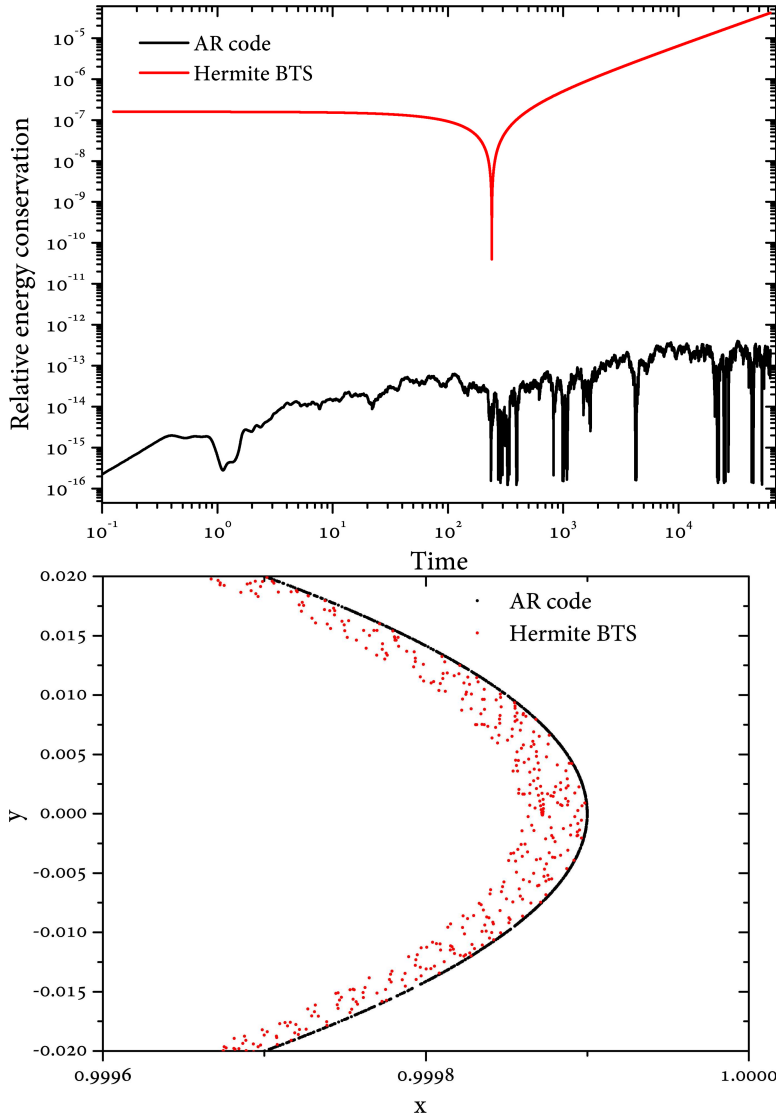 AR code
Hermite BTS
Relative energy conservation
10⁻⁵
10⁻⁶
10⁻⁷
10⁻⁸
10⁻⁹
10⁻¹⁰
10⁻¹¹
10⁻¹²
10⁻¹³
10⁻¹⁴
10⁻¹⁵
10⁻¹⁶
10⁻¹ 10⁰ 10¹ 10² 10³ 10⁴
Time
AR code
Hermite BTS
y
0.020
0.015
0.010
0.005
0.000
-0.005
-0.010
-0.015
-0.020
0.9996 0.9998 1.0000
x